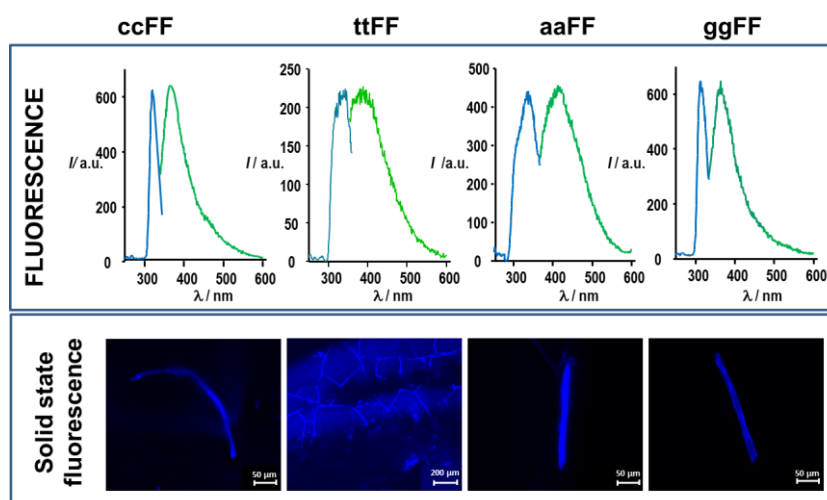 ccFF ttFF aaFF ggFF
FLUORESCENCE
600
400
200
0
I/ a.u.
300 400 500 600
λ / nm
250
200
150
100
50
0
I / a.u.
300 400 500 600
λ / nm
500
400
300
200
100
0
I /a.u.
300 400 500 600
λ / nm
600
400
200
0
I / a.u.
300 400 500 600
λ / nm
Solid state
fluorescence
50 µm
200 µm
50 µm
50 µm